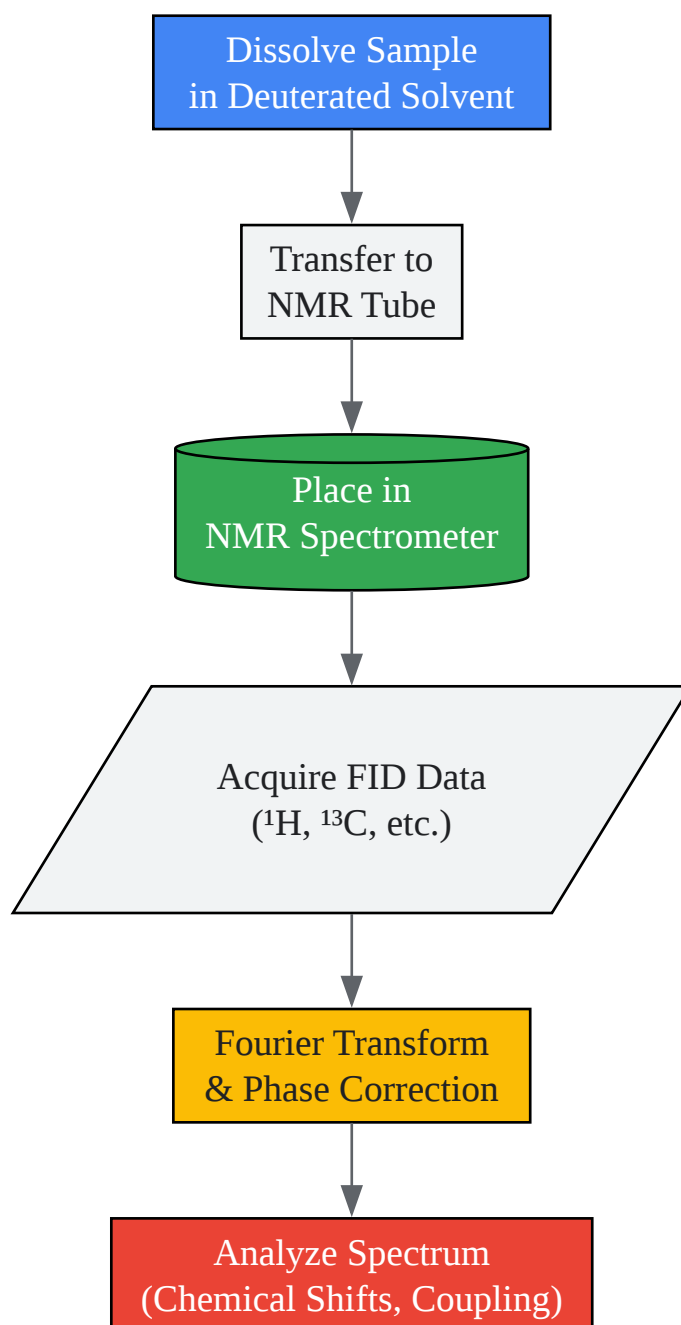 Dissolve Sample
in Deuterated Solvent
Transfer to
NMR Tube
Place in
NMR Spectrometer
Acquire FID Data
(¹H, ¹³C, etc.)
Fourier Transform
& Phase Correction
Analyze Spectrum
(Chemical Shifts, Coupling)